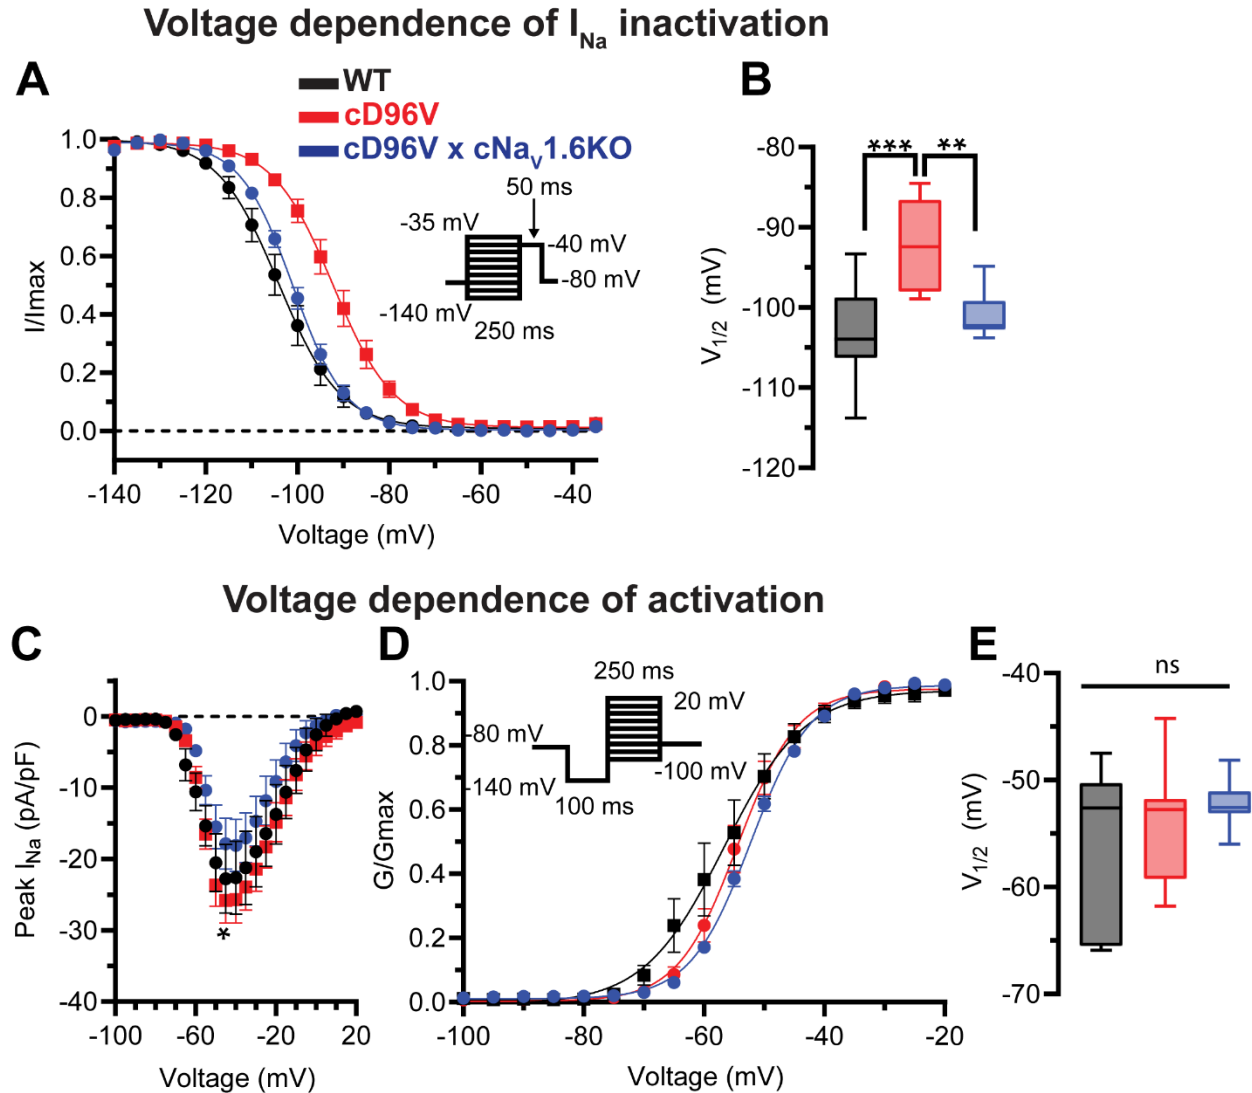 Voltage dependence of INa inactivation
A
WT
cD96V
cD96V x cNaV1.6KO
1.0
0.8
0.6
0.4
0.2
0.0
I/Imax
-140
-120
-100
-80
-60
-40
Voltage (mV)
50 ms
-35 mV
-40 mV
-80 mV
-140 mV
250 ms
B
***
**
-80
-90
-100
-110
-120
V1/2 (mV)
Voltage dependence of activation
C
0
-10
-20
-30
-40
Peak INa (pA/pF)
*
-100
-60
-20
20
Voltage (mV)
D
1.0
0.8
0.6
0.4
0.2
0.0
G/Gmax
250 ms
20 mV
-80 mV
-100 mV
-140 mV
100 ms
-100
-80
-60
-40
-20
Voltage (mV)
E
ns
-40
-50
-60
-70
V1/2 (mV)